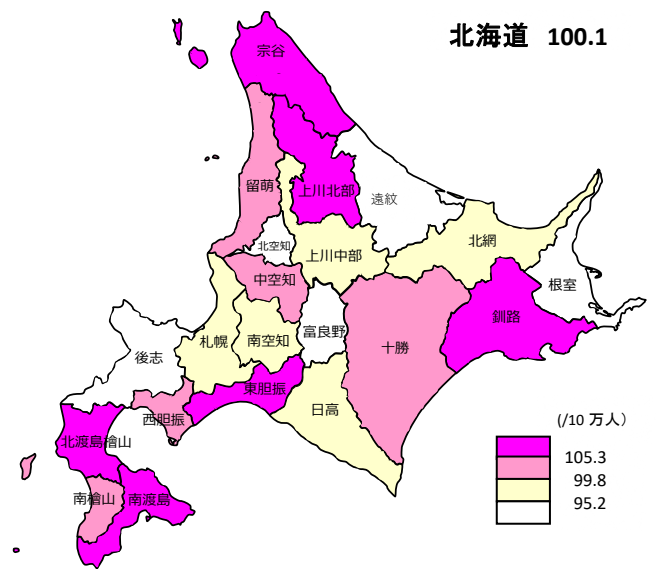 北海道 100.1
宗谷
留萌
上川北部
遠紋
北空知
上川中部
北網
中空知
根室
釧路
札幌
南空知
富良野
十勝
後志
東胆振
西胆振
日高
北渡島檜山
南檜山
南渡島
(/10 万人)
105.3
99.8
95.2